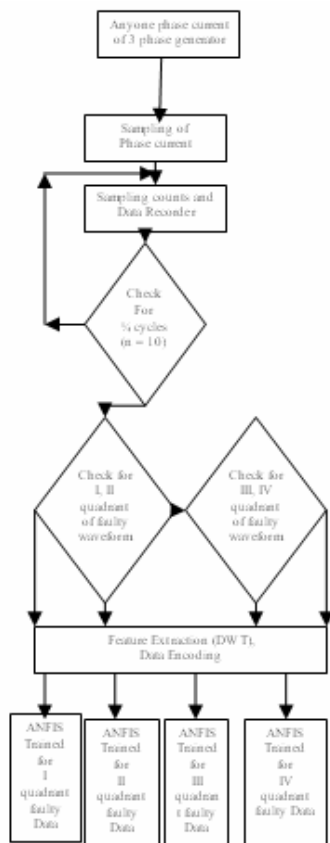 Anyone phase current
of 3 phase generator
Sampling of
Phase current
Sampling counts and
Data Recorder
Check
For
¼ cycles
(n = 10)
Check for
I, II
quadrant
of faulty
waveform
Check for
III, IV
quadrant
of faulty
waveform
Feature Extraction (DWT),
Data Encoding
ANFIS
Trained
for
I
quadrant
faulty
Data
ANFIS
Trained
for
II
quadrant
faulty Data
ANFIS
Trained
for
III
quadran
t faulty
Data
ANFIS
Trained
for
IV
quadrant
faulty Data